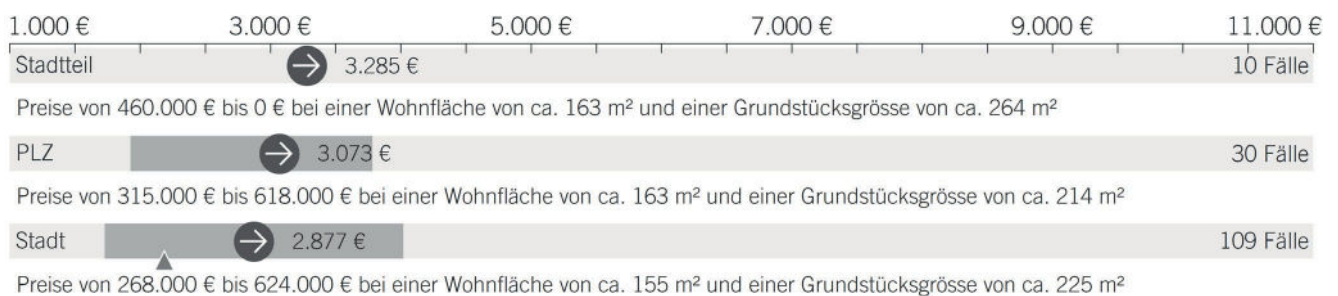 1.000 € 3.000 € 5.000 € 7.000 € 9.000 € 11.000 €
Stadtteil 3.285 € 10 Fälle
Preise von 460.000 € bis 0 € bei einer Wohnfläche von ca. 163 m² und einer Grundstücksgrösse von ca. 264 m²
PLZ 3.073 € 30 Fälle
Preise von 315.000 € bis 618.000 € bei einer Wohnfläche von ca. 163 m² und einer Grundstücksgrösse von ca. 214 m²
Stadt 2.877 € 109 Fälle
Preise von 268.000 € bis 624.000 € bei einer Wohnfläche von ca. 155 m² und einer Grundstücksgrösse von ca. 225 m²